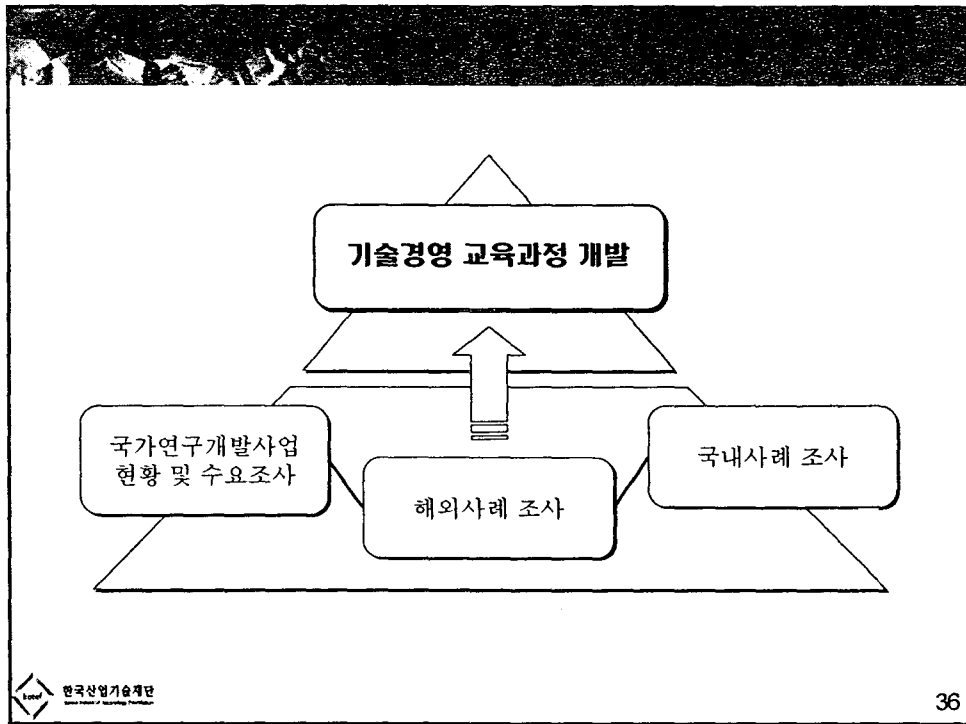 기술경영 교육과정 개발
국가연구개발사업
현황 및 수요조사
해외사례 조사
국내사례 조사
kotef
한국산업기술재단
36